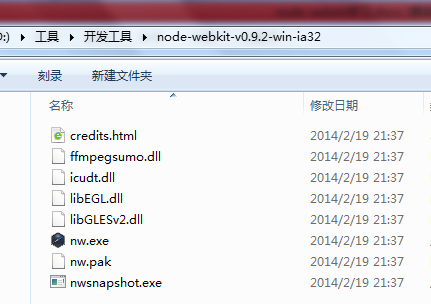 :) ▸ 工具 ▸ 开发工具 ▸ node-webkit-v0.9.2-win-ia32
刻录 新建文件夹
名称 修改日期
credits.html 2014/2/19 21:37
ffmpegsumo.dll 2014/2/19 21:37
icudt.dll 2014/2/19 21:37
libEGL.dll 2014/2/19 21:37
libGLESv2.dll 2014/2/19 21:37
nw.exe 2014/2/19 21:37
nw.pak 2014/2/19 21:37
nwsnapshot.exe 2014/2/19 21:37